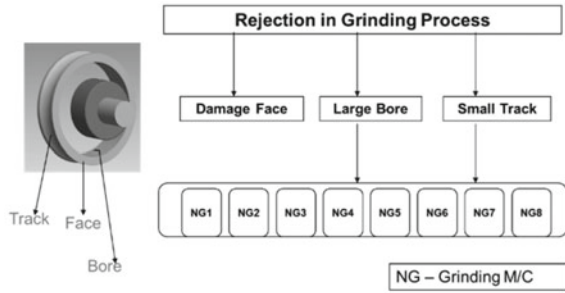 Rejection in Grinding Process
Damage Face
Large Bore
Small Track
NG1
NG2
NG3
NG4
NG5
NG6
NG7
NG8
Track
Face
Bore
NG – Grinding M/C